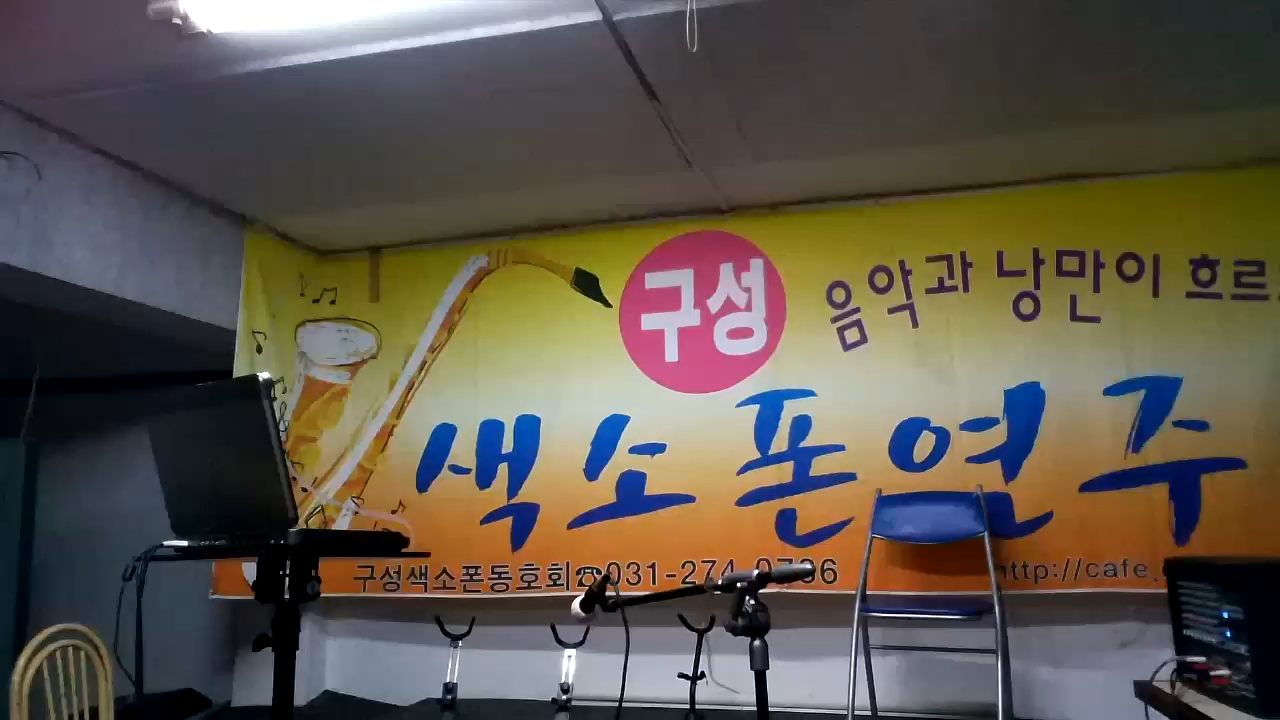 구성
음악과 낭만이 흐르
색소폰연주
구성색소폰동호회☎031-274-0736
http://cafe.